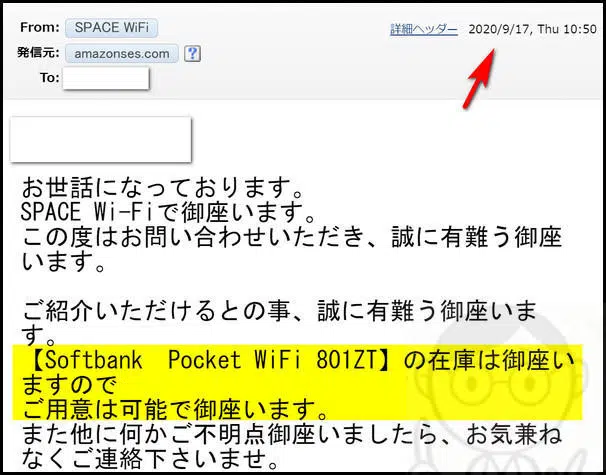 From: SPACE WiFi
詳細ヘッダー 2020/9/17, Thu 10:50
発信元: amazonses.com ?
To:
お世話になっております。
SPACE Wi-Fiで御座います。
この度はお問い合わせいただき、誠に有難う御座
います。
ご紹介いただけるとの事、誠に有難う御座いま
す。
【Softbank　Pocket WiFi 801ZT】の在庫は御座い
ますので
ご用意は可能で御座います。
また他に何かご不明点御座いましたら、お気兼ね
なくご連絡下さいませ。